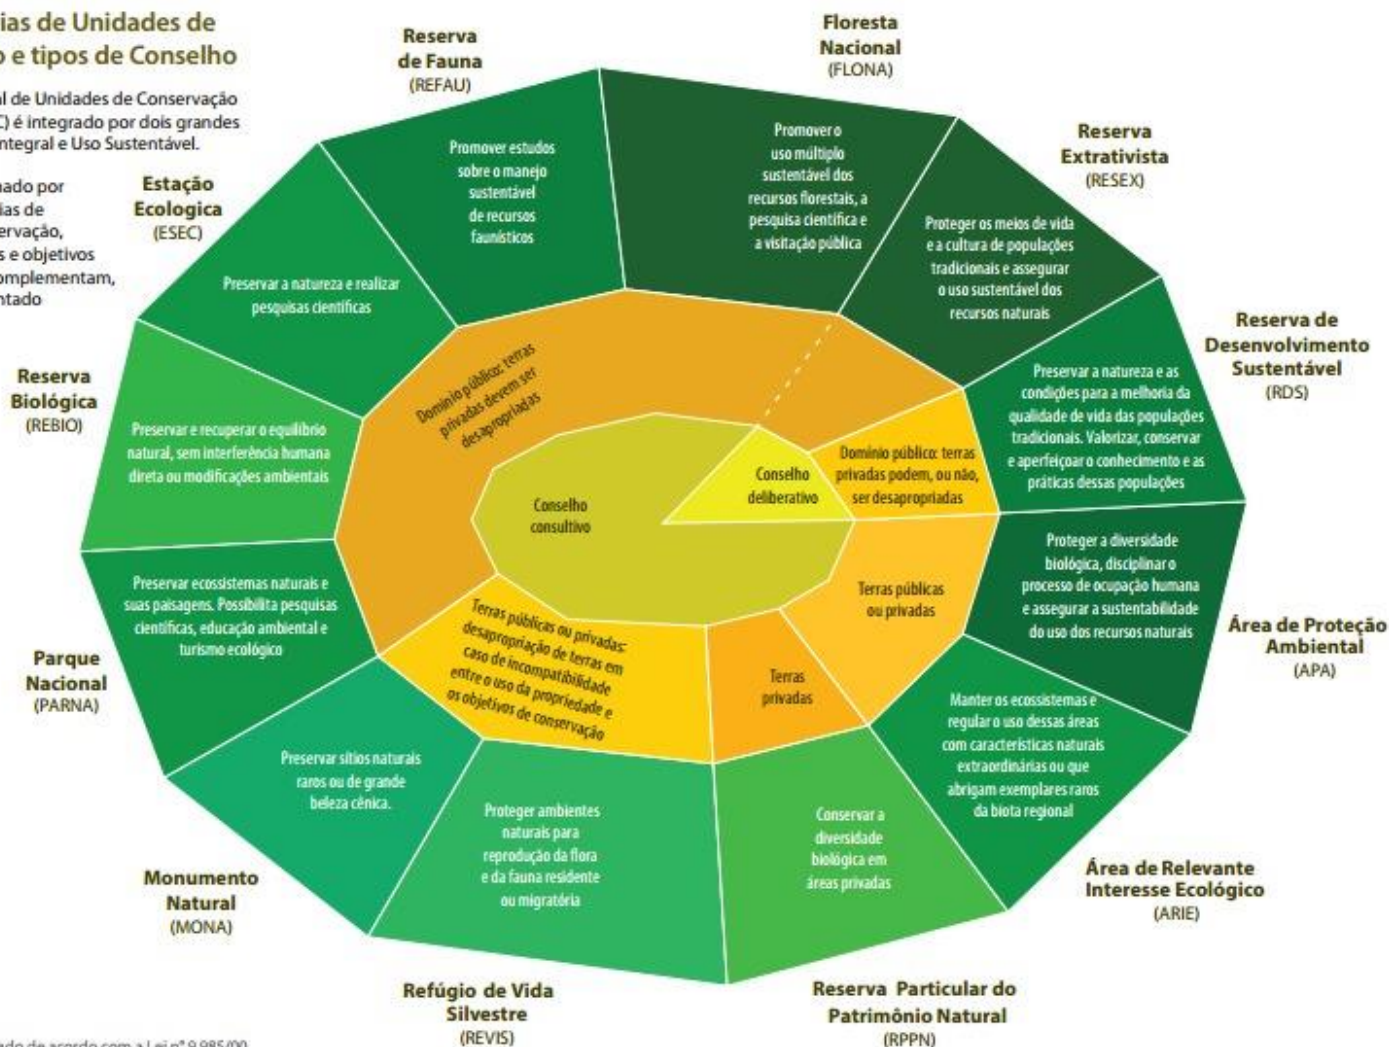 ias de Unidades de
o e tipos de Conselho
al de Unidades de Conservação
C) é integrado por dois grandes
ntegral e Uso Sustentável.
nado por
ias de
servação,
s e objetivos
complementam,
ntado
Reserva
de Fauna
(REFAU)
Promover estudos
sobre o manejo
sustentável
de recursos
faunísticos
Floresta
Nacional
(FLONA)
Promover o
uso múltiplo
sustentável dos
recursos florestais, a
pesquisa científica e
a visitação pública
Reserva
Extrativista
(RESEX)
Proteger os meios de vida
e a cultura de populações
tradicionais e assegurar
o uso sustentável dos
recursos naturais
Reserva de
Desenvolvimento
Sustentável
(RDS)
Preservar a natureza e as
condições para a melhoria da
qualidade de vida das populações
tradicionais. Valorizar, conservar
e aperfeiçoar o conhecimento e as
práticas dessas populações
Área de Proteção
Ambiental
(APA)
Proteger a diversidade
biológica, disciplinar o
processo de ocupação humana
e assegurar a sustentabilidade
do uso dos recursos naturais
Área de Relevante
Interesse Ecológico
(ARIE)
Manter os ecossistemas e
regular o uso dessas áreas
com características naturais
extraordinárias ou que
abrigam exemplares raros
da biota regional
Reserva Particular do
Patrimônio Natural
(RPPN)
Conservar a
diversidade
biológica em
áreas privadas
Refúgio de Vida
Silvestre
(REVIS)
Proteger ambientes
naturais para
reprodução da flora
e da fauna residente
ou migratória
Monumento
Natural
(MONA)
Preservar sítios naturais
raros ou de grande
beleza cênica.
Parque
Nacional
(PARNA)
Preservar ecossistemas naturais e
suas paisagens. Possibilita pesquisas
científicas, educação ambiental e
turismo ecológico
Reserva
Biológica
(REBIO)
Preservar e recuperar o equilíbrio
natural, sem interferência humana
direta ou modificações ambientais
Estação
Ecologica
(ESEC)
Preservar a natureza e realizar
pesquisas científicas
Domínio público: terras
privadas devem ser
desapropriadas
Domínio público: terras
privadas podem, ou não,
ser desapropriadas
Terras públicas
ou privadas
Terras
privadas
Terras públicas ou privadas:
desapropriação de terras em
caso de incompatibilidade
entre o uso da propriedade e
os objetivos de conservação
Conselho
deliberativo
Conselho
consultivo
ado de acordo com a Lei nº 9.985/00